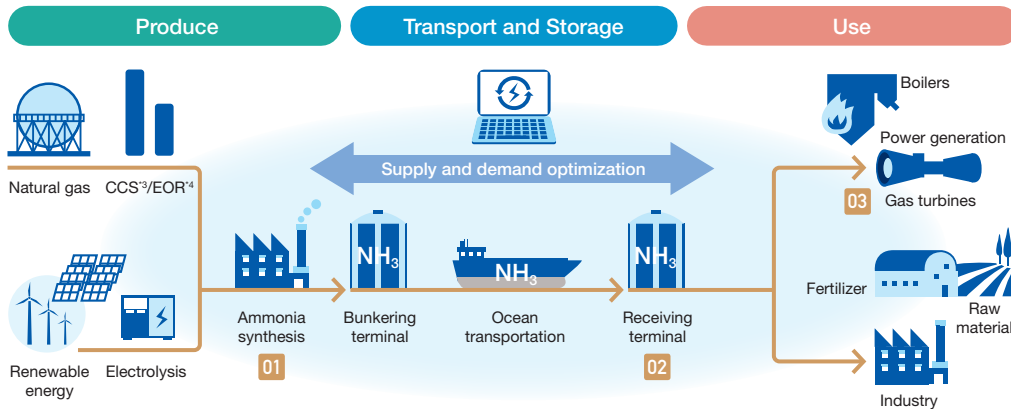 Produce
Transport and Storage
Use
Supply and demand optimization
Natural gas
CCS*3/EOR*4
Renewable
energy
Electrolysis
Ammonia
synthesis
01
NH3
Bunkering
terminal
NH3
Ocean
transportation
NH3
Receiving
terminal
02
Boilers
Power generation
03
Gas turbines
Fertilizer
Raw
material
Industry